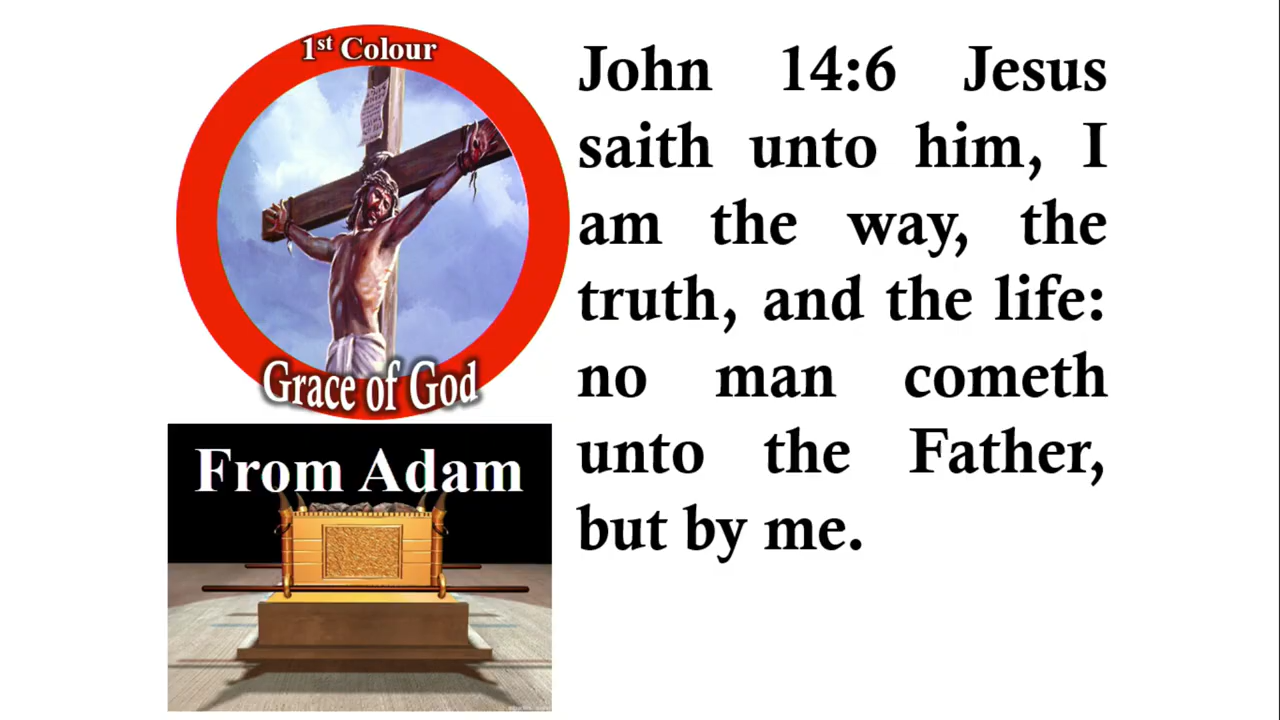 1st Colour
Grace of God
From Adam
John 14:6 Jesus
saith unto him, I
am the way, the
truth, and the life:
no man cometh
unto the Father,
but by me.